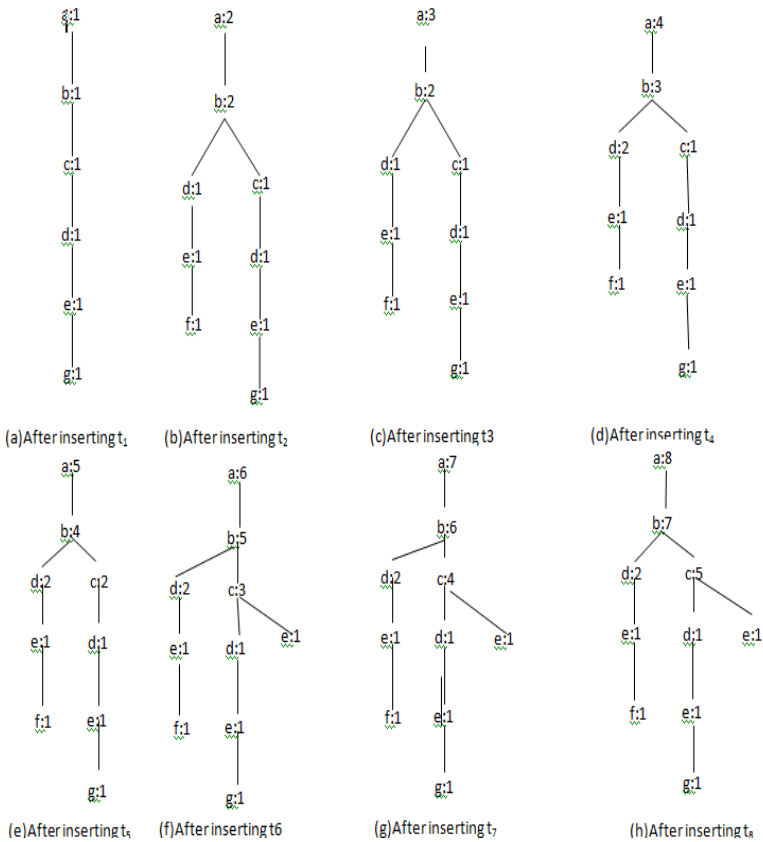 a:1
b:1
c:1
d:1
e:1
g:1
(a)After inserting t₁
a:2
b:2
d:1 c:1
e:1 d:1
f:1 e:1
g:1
(b)After inserting t₂
a:3
b:2
d:1 c:1
e:1 d:1
f:1 e:1
g:1
(c)After inserting t3
a:4
b:3
d:2 c:1
e:1 d:1
f:1 e:1
g:1
(d)After inserting t₄
a:5
b:4
d:2 c:2
e:1 d:1
f:1 e:1
g:1
(e)After inserting t₅
a:6
b:5
d:2 c:3
e:1 d:1 e:1
f:1 e:1
g:1
(f)After inserting t6
a:7
b:6
d:2 c:4
e:1 d:1 e:1
f:1 e:1
g:1
(g)After inserting t₇
a:8
b:7
d:2 c:5
e:1 d:1 e:1
f:1 e:1
g:1
(h)After inserting t₈